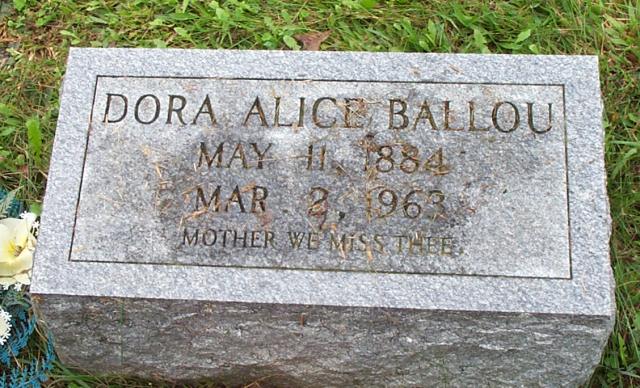 DORA ALICE BALLOU
MAY 11, 1884
MAR 2, 1963
MOTHER WE MISS THEE.